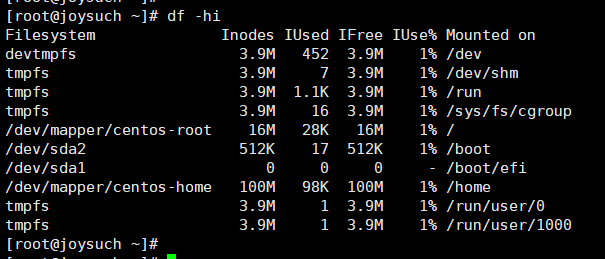 [root@joysuch ~]#
[root@joysuch ~]# df -hi
Filesystem Inodes IUsed IFree IUse% Mounted on
devtmpfs 3.9M 452 3.9M 1% /dev
tmpfs 3.9M 7 3.9M 1% /dev/shm
tmpfs 3.9M 1.1K 3.9M 1% /run
tmpfs 3.9M 16 3.9M 1% /sys/fs/cgroup
/dev/mapper/centos-root 16M 28K 16M 1% /
/dev/sda2 512K 17 512K 1% /boot
/dev/sda1 0 0 0 - /boot/efi
/dev/mapper/centos-home 100M 98K 100M 1% /home
tmpfs 3.9M 1 3.9M 1% /run/user/0
tmpfs 3.9M 1 3.9M 1% /run/user/1000
[root@joysuch ~]#
[root@joysuch ~]#